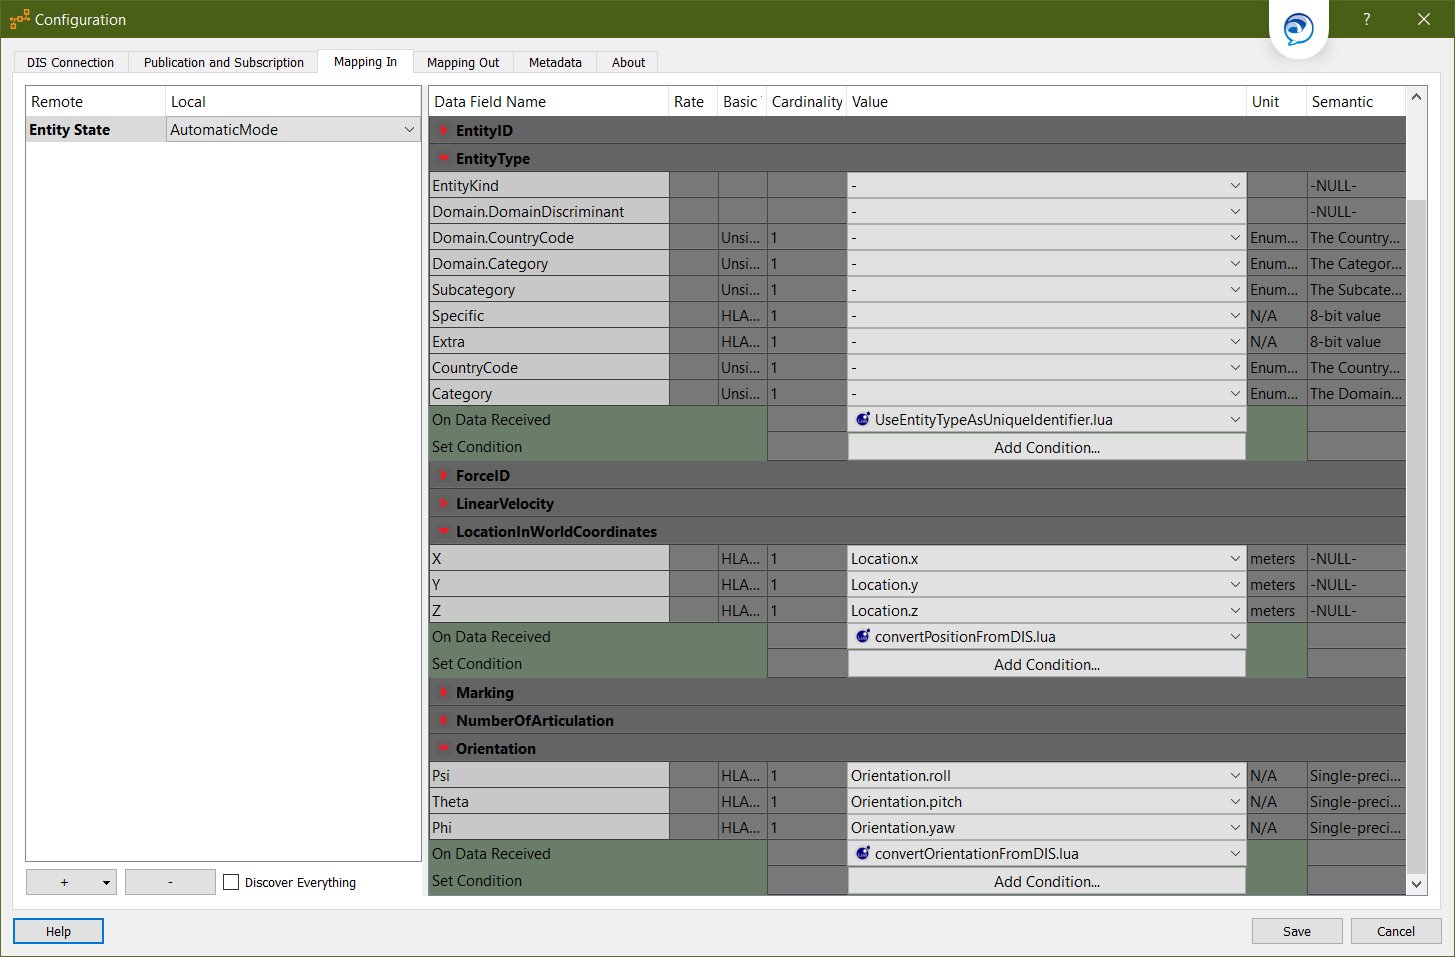 Configuration
?
DIS Connection
Publication and Subscription
Mapping In
Mapping Out
Metadata
About
Remote Local
Entity State AutomaticMode
Data Field Name Rate Basic Cardinality Value Unit Semantic
EntityID
EntityType
EntityKind - -NULL-
Domain.DomainDiscriminant - -NULL-
Domain.CountryCode Unsi... 1 - Enum... The Country...
Domain.Category Unsi... 1 - Enum... The Categor...
Subcategory Unsi... 1 - Enum... The Subcate...
Specific HLA... 1 - N/A 8-bit value
Extra HLA... 1 - N/A 8-bit value
CountryCode Unsi... 1 - Enum... The Country...
Category Unsi... 1 - Enum... The Domain...
On Data Received UseEntityTypeAsUniqueIdentifier.lua
Set Condition Add Condition...
ForceID
LinearVelocity
LocationInWorldCoordinates
X HLA... 1 Location.x meters -NULL-
Y HLA... 1 Location.y meters -NULL-
Z HLA... 1 Location.z meters -NULL-
On Data Received convertPositionFromDIS.lua
Set Condition Add Condition...
Marking
NumberOfArticulation
Orientation
Psi HLA... 1 Orientation.roll N/A Single-preci...
Theta HLA... 1 Orientation.pitch N/A Single-preci...
Phi HLA... 1 Orientation.yaw N/A Single-preci...
On Data Received convertOrientationFromDIS.lua
Set Condition Add Condition...
+ - Discover Everything
Help Save Cancel